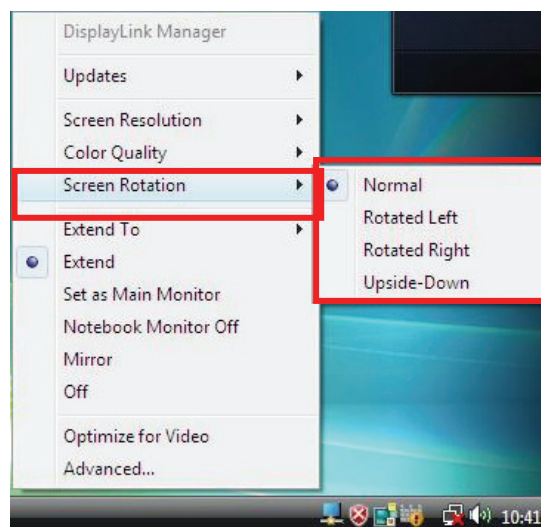 DisplayLink Manager
Updates
Screen Resolution
Color Quality
Screen Rotation
Extend To
Extend
Set as Main Monitor
Notebook Monitor Off
Mirror
Off
Optimize for Video
Advanced...
Normal
Rotated Left
Rotated Right
Upside-Down
10:41